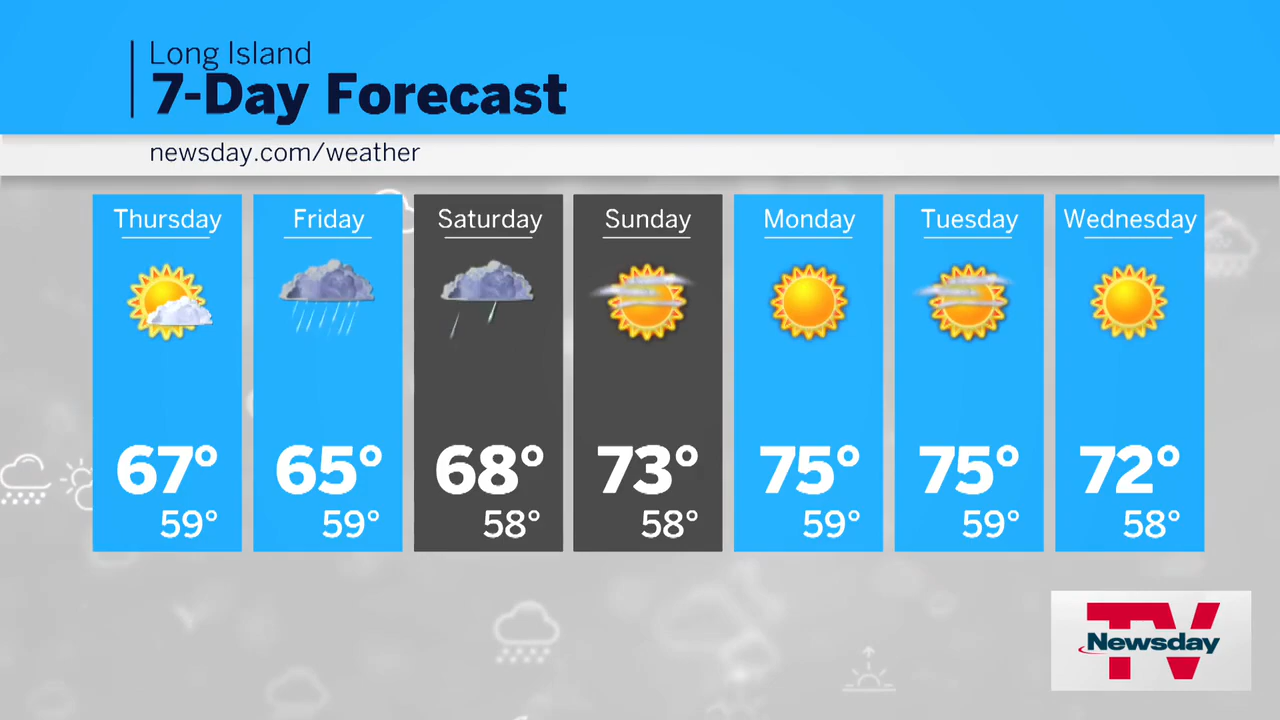 Long Island
7-Day Forecast
newsday.com/weather
Thursday
67°
59°
Friday
65°
59°
Saturday
68°
58°
Sunday
73°
58°
Monday
75°
59°
Tuesday
75°
59°
Wednesday
72°
58°
TV
Newsday